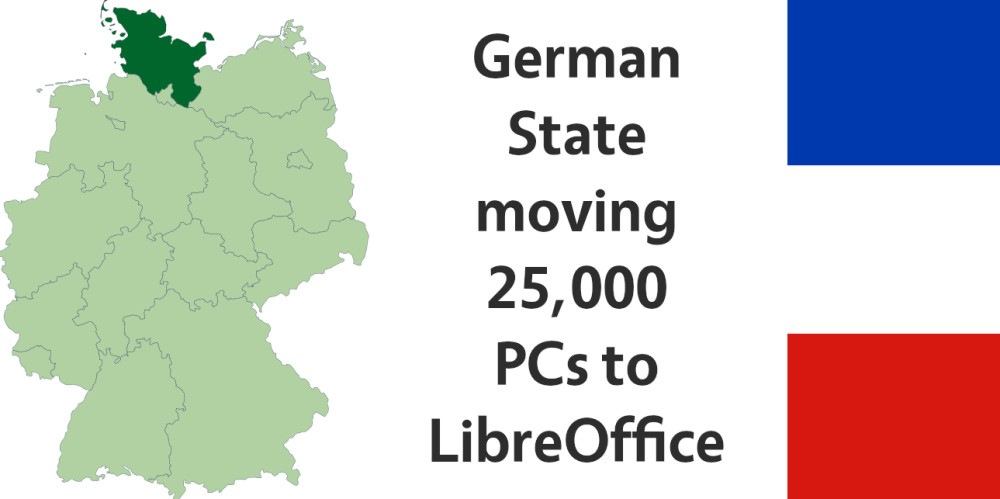 German
State
moving
25,000
PCs to
LibreOffice